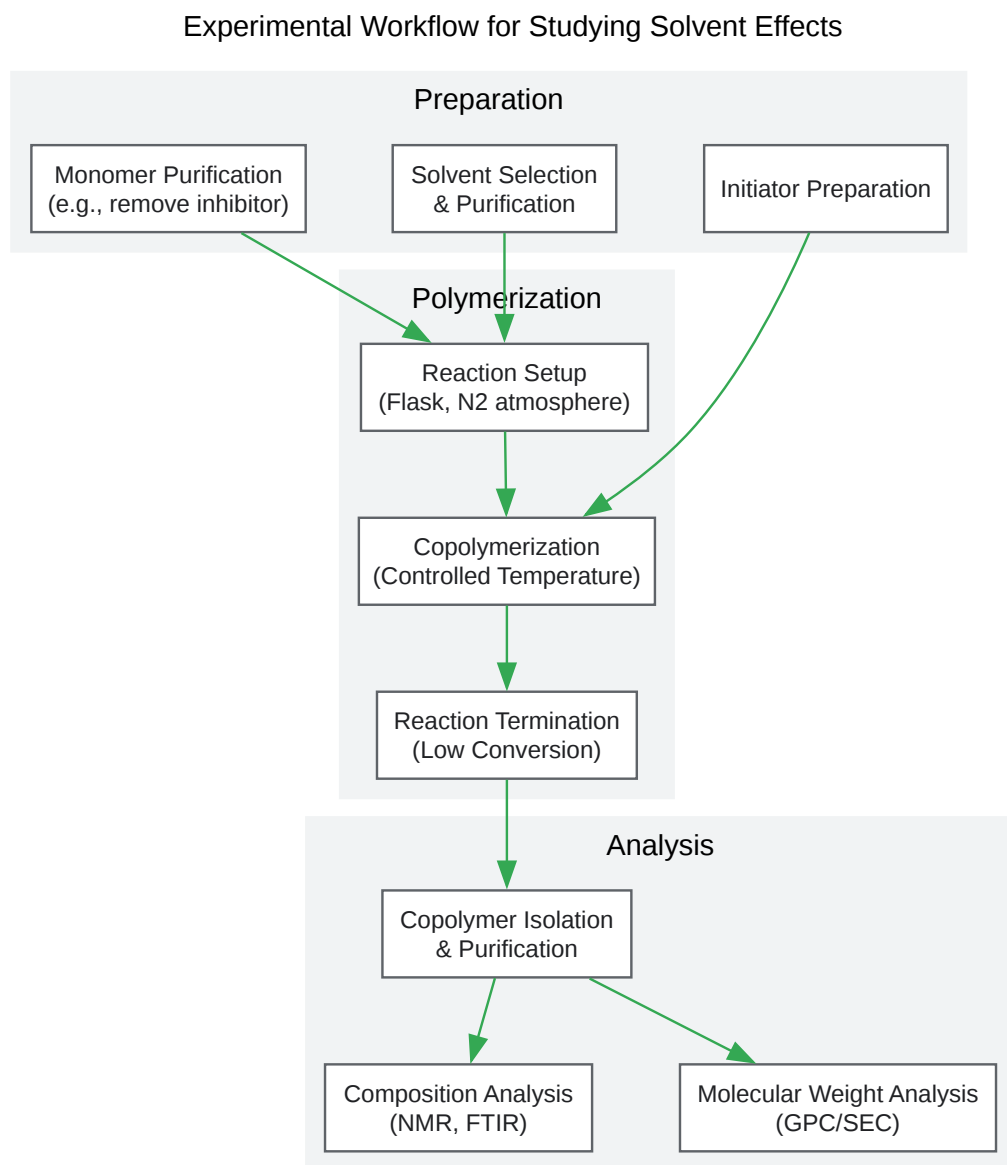 Experimental Workflow for Studying Solvent Effects
Preparation
Monomer Purification
(e.g., remove inhibitor)
Solvent Selection
& Purification
Initiator Preparation
Polymerization
Reaction Setup
(Flask, N2 atmosphere)
Copolymerization
(Controlled Temperature)
Reaction Termination
(Low Conversion)
Analysis
Copolymer Isolation
& Purification
Composition Analysis
(NMR, FTIR)
Molecular Weight Analysis
(GPC/SEC)